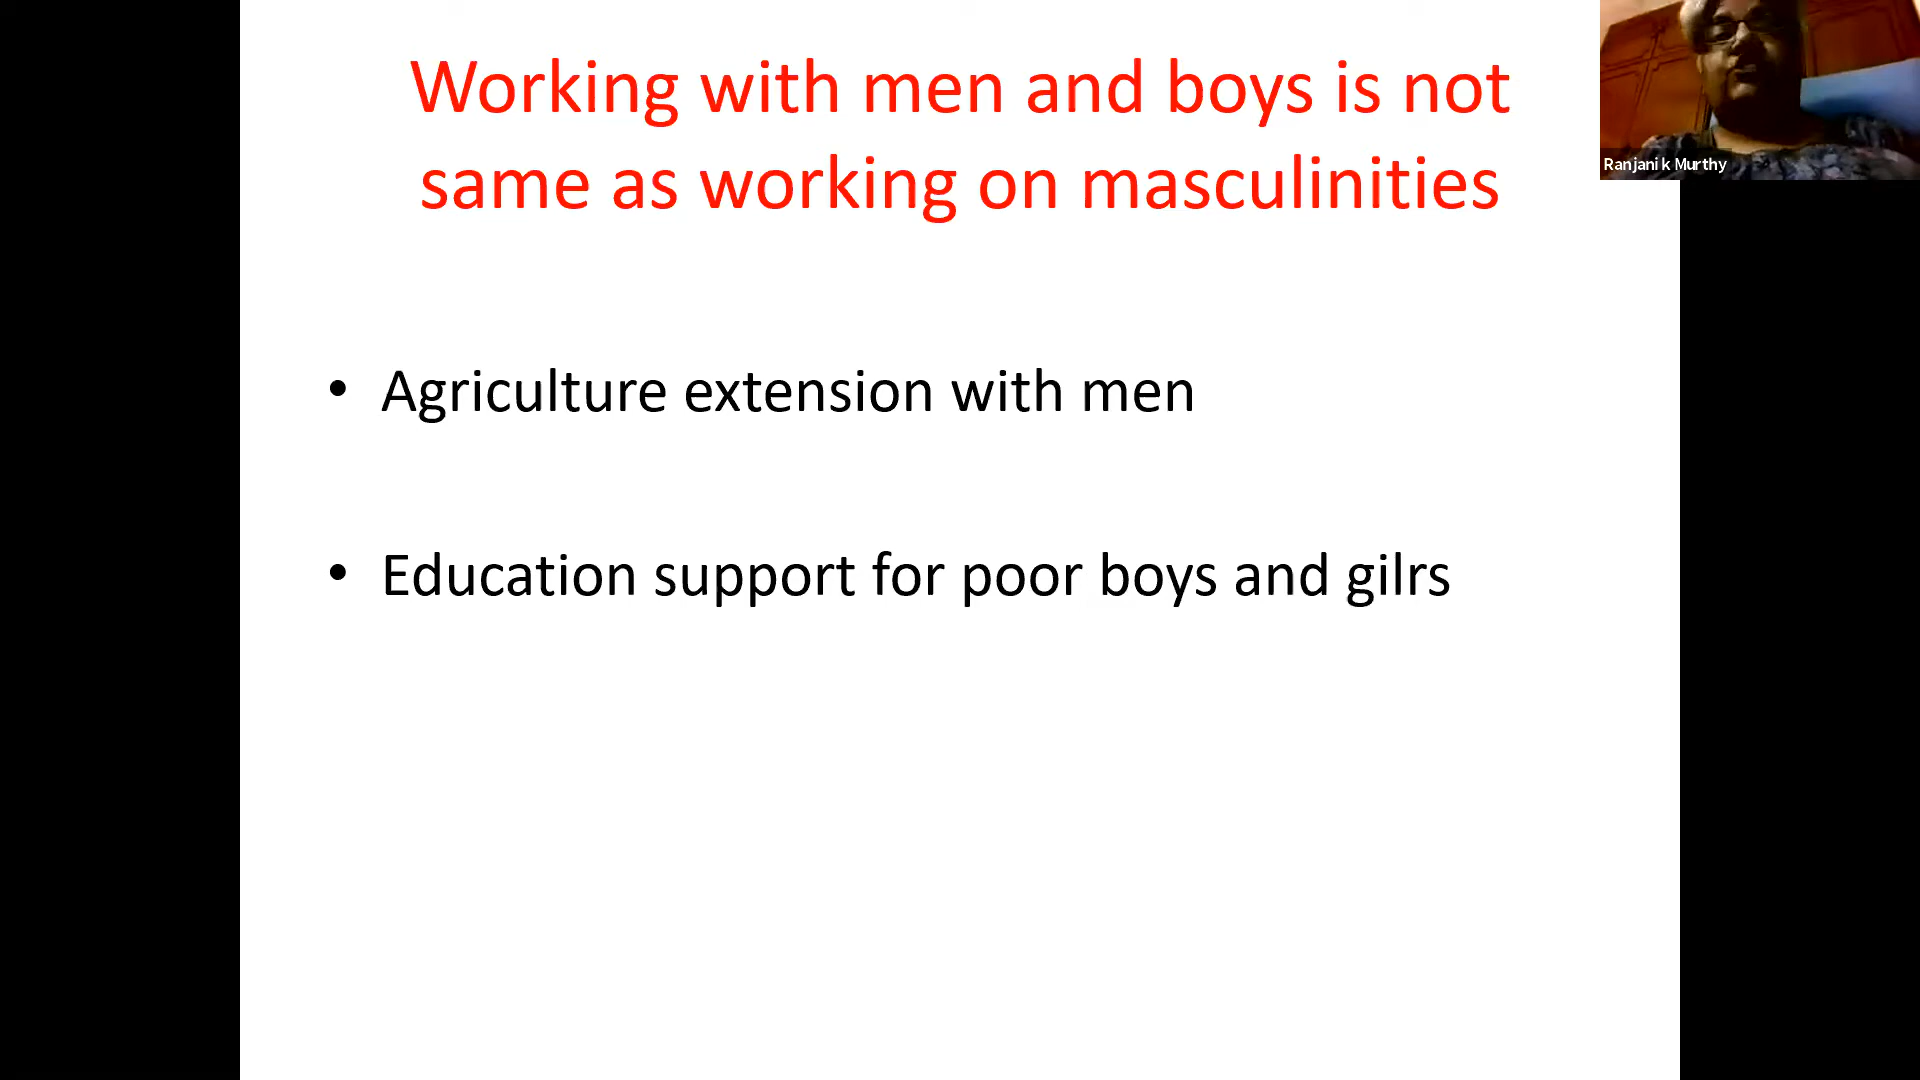 Working with men and boys is not
same as working on masculinities
Ranjani k Murthy
• Agriculture extension with men
• Education support for poor boys and gilrs